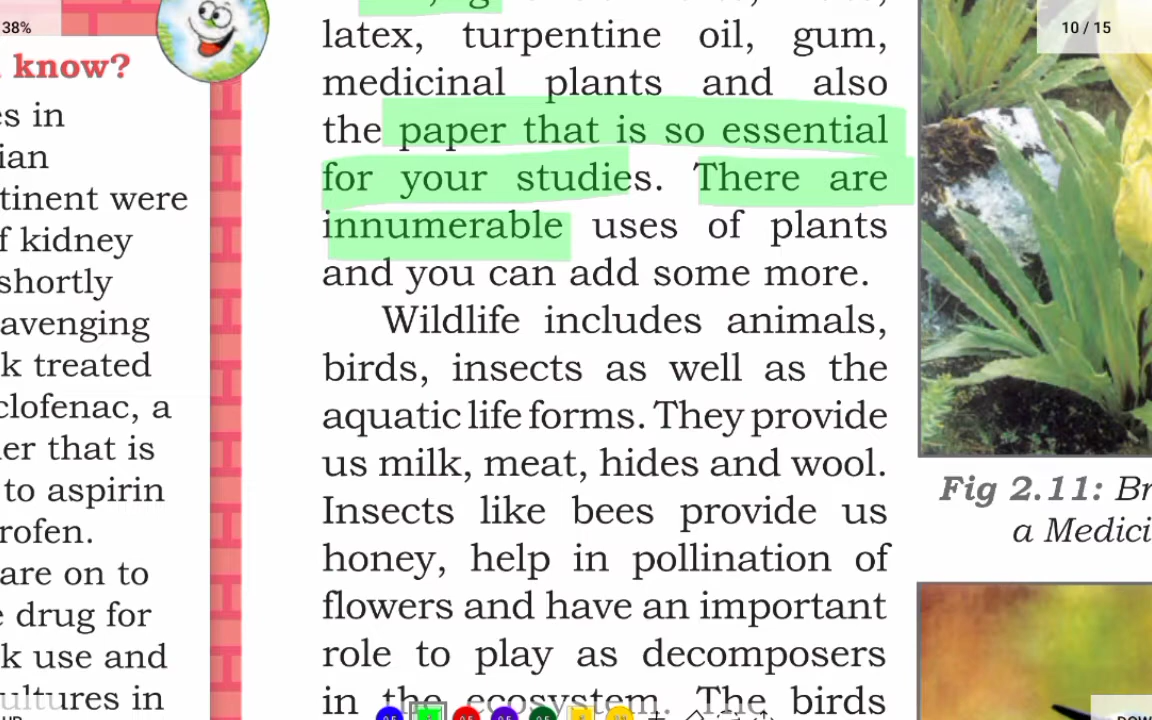 38%
10 / 15
know?
es in
ian
tinent were
f kidney
shortly
avenging
k treated
clofenac, a
er that is
to aspirin
rofen.
are on to
e drug for
k use and
ultures in
latex, turpentine oil, gum,
medicinal plants and also
the paper that is so essential
for your studies. There are
innumerable uses of plants
and you can add some more.
Wildlife includes animals,
birds, insects as well as the
aquatic life forms. They provide
us milk, meat, hides and wool.
Insects like bees provide us
honey, help in pollination of
flowers and have an important
role to play as decomposers
in the ecosystem. The birds
Fig 2.11: Br
a Medici